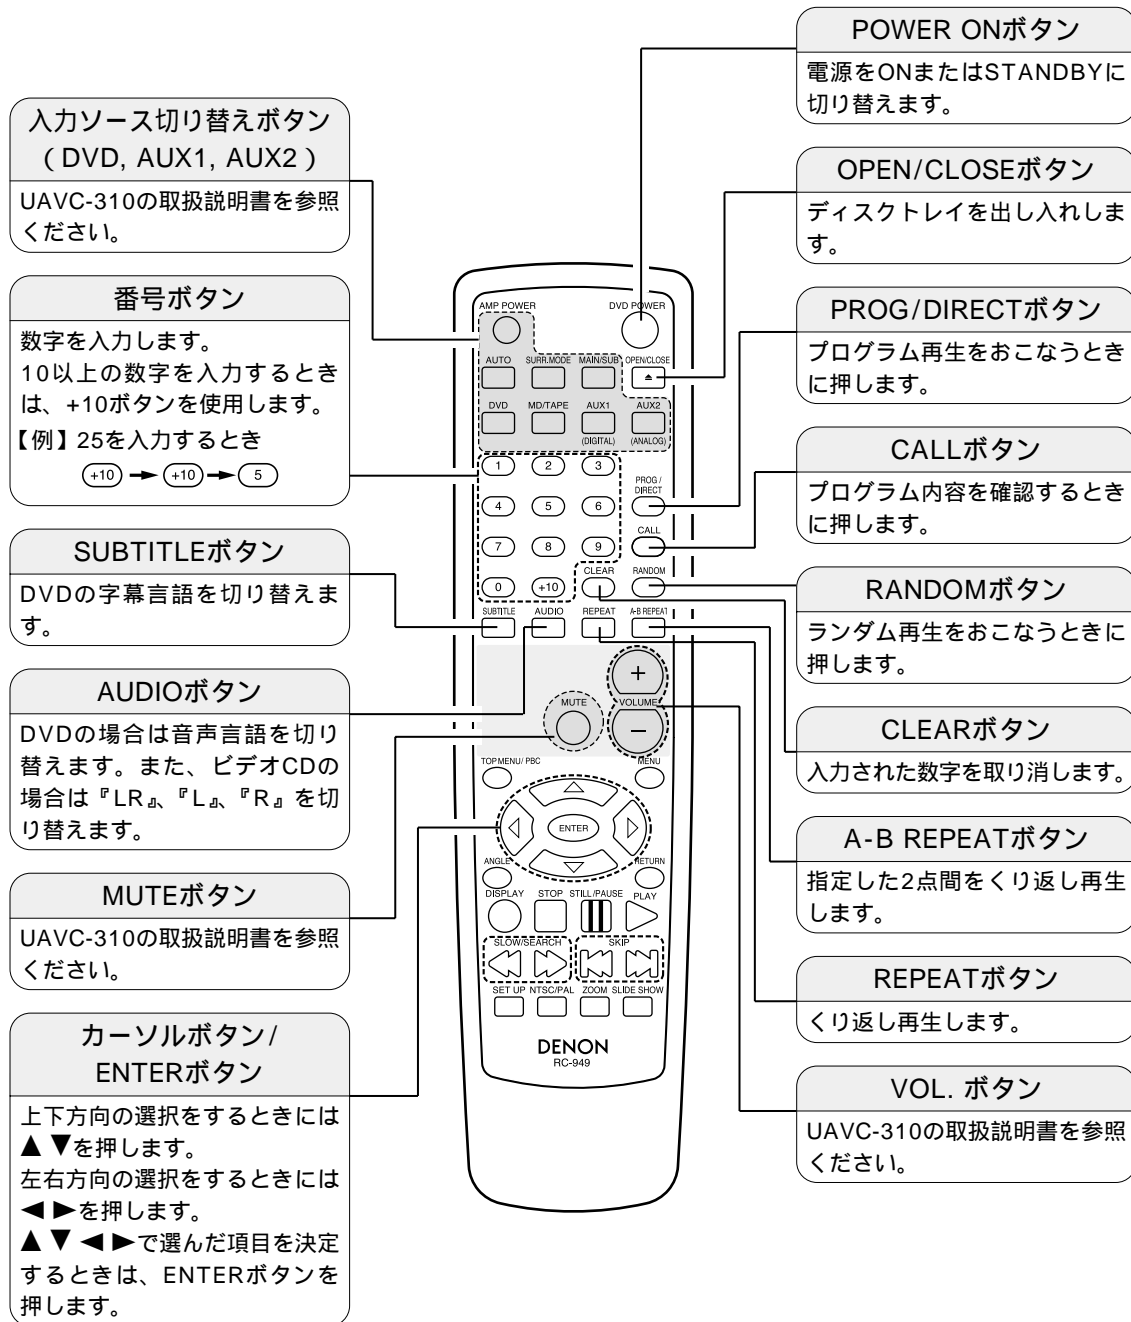 入力ソース切り替えボタン
（DVD, AUX1, AUX2）
UAVC-310の取扱説明書を参照
ください。
番号ボタン
数字を入力します。
10以上の数字を入力するとき
は、+10ボタンを使用します。
【例】25を入力するとき
+10 → +10 → 5
SUBTITLEボタン
DVDの字幕言語を切り替えま
す。
AUDIOボタン
DVDの場合は音声言語を切り
替えます。また、ビデオCDの
場合は『LR』、『L』、『R』を切
り替えます。
MUTEボタン
UAVC-310の取扱説明書を参照
ください。
カーソルボタン/
ENTERボタン
上下方向の選択をするときには
▲ ▼を押します。
左右方向の選択をするときには
◀ ▶を押します。
▲ ▼ ◀ ▶で選んだ項目を決定
するときは、ENTERボタンを
押します。
AMP POWER DVD POWER
AUTO SURR.MODE MAIN/SUB OPEN/CLOSE
DVD MD/TAPE AUX1 AUX2
(DIGITAL) (ANALOG)
1 2 3
PROG /
DIRECT
4 5 6
CALL
7 8 9
CLEAR RANDOM
0 +10
SUBTITLE AUDIO REPEAT A-B REPEAT
+
MUTE VOLUME
−
TOP MENU/ PBC MENU
ENTER
ANGLE RETURN
DISPLAY STOP STILL /PAUSE PLAY
SLOW/SEARCH SKIP
SET UP NTSC/PAL ZOOM SLIDE SHOW
DENON
RC-949
POWER ONボタン
電源をONまたはSTANDBYに
切り替えます。
OPEN/CLOSEボタン
ディスクトレイを出し入れしま
す。
PROG/DIRECTボタン
プログラム再生をおこなうとき
に押します。
CALLボタン
プログラム内容を確認するとき
に押します。
RANDOMボタン
ランダム再生をおこなうときに
押します。
CLEARボタン
入力された数字を取り消します。
A-B REPEATボタン
指定した2点間をくり返し再生
します。
REPEATボタン
くり返し再生します。
VOL. ボタン
UAVC-310の取扱説明書を参照
ください。